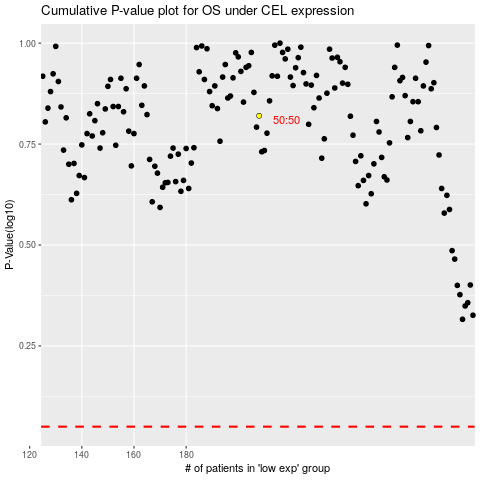 Cumulative P-value plot for OS under CEL expression
1.00
0.75
0.50
0.25
P-Value(log10)
50:50
120 140 160 180
# of patients in 'low exp' group